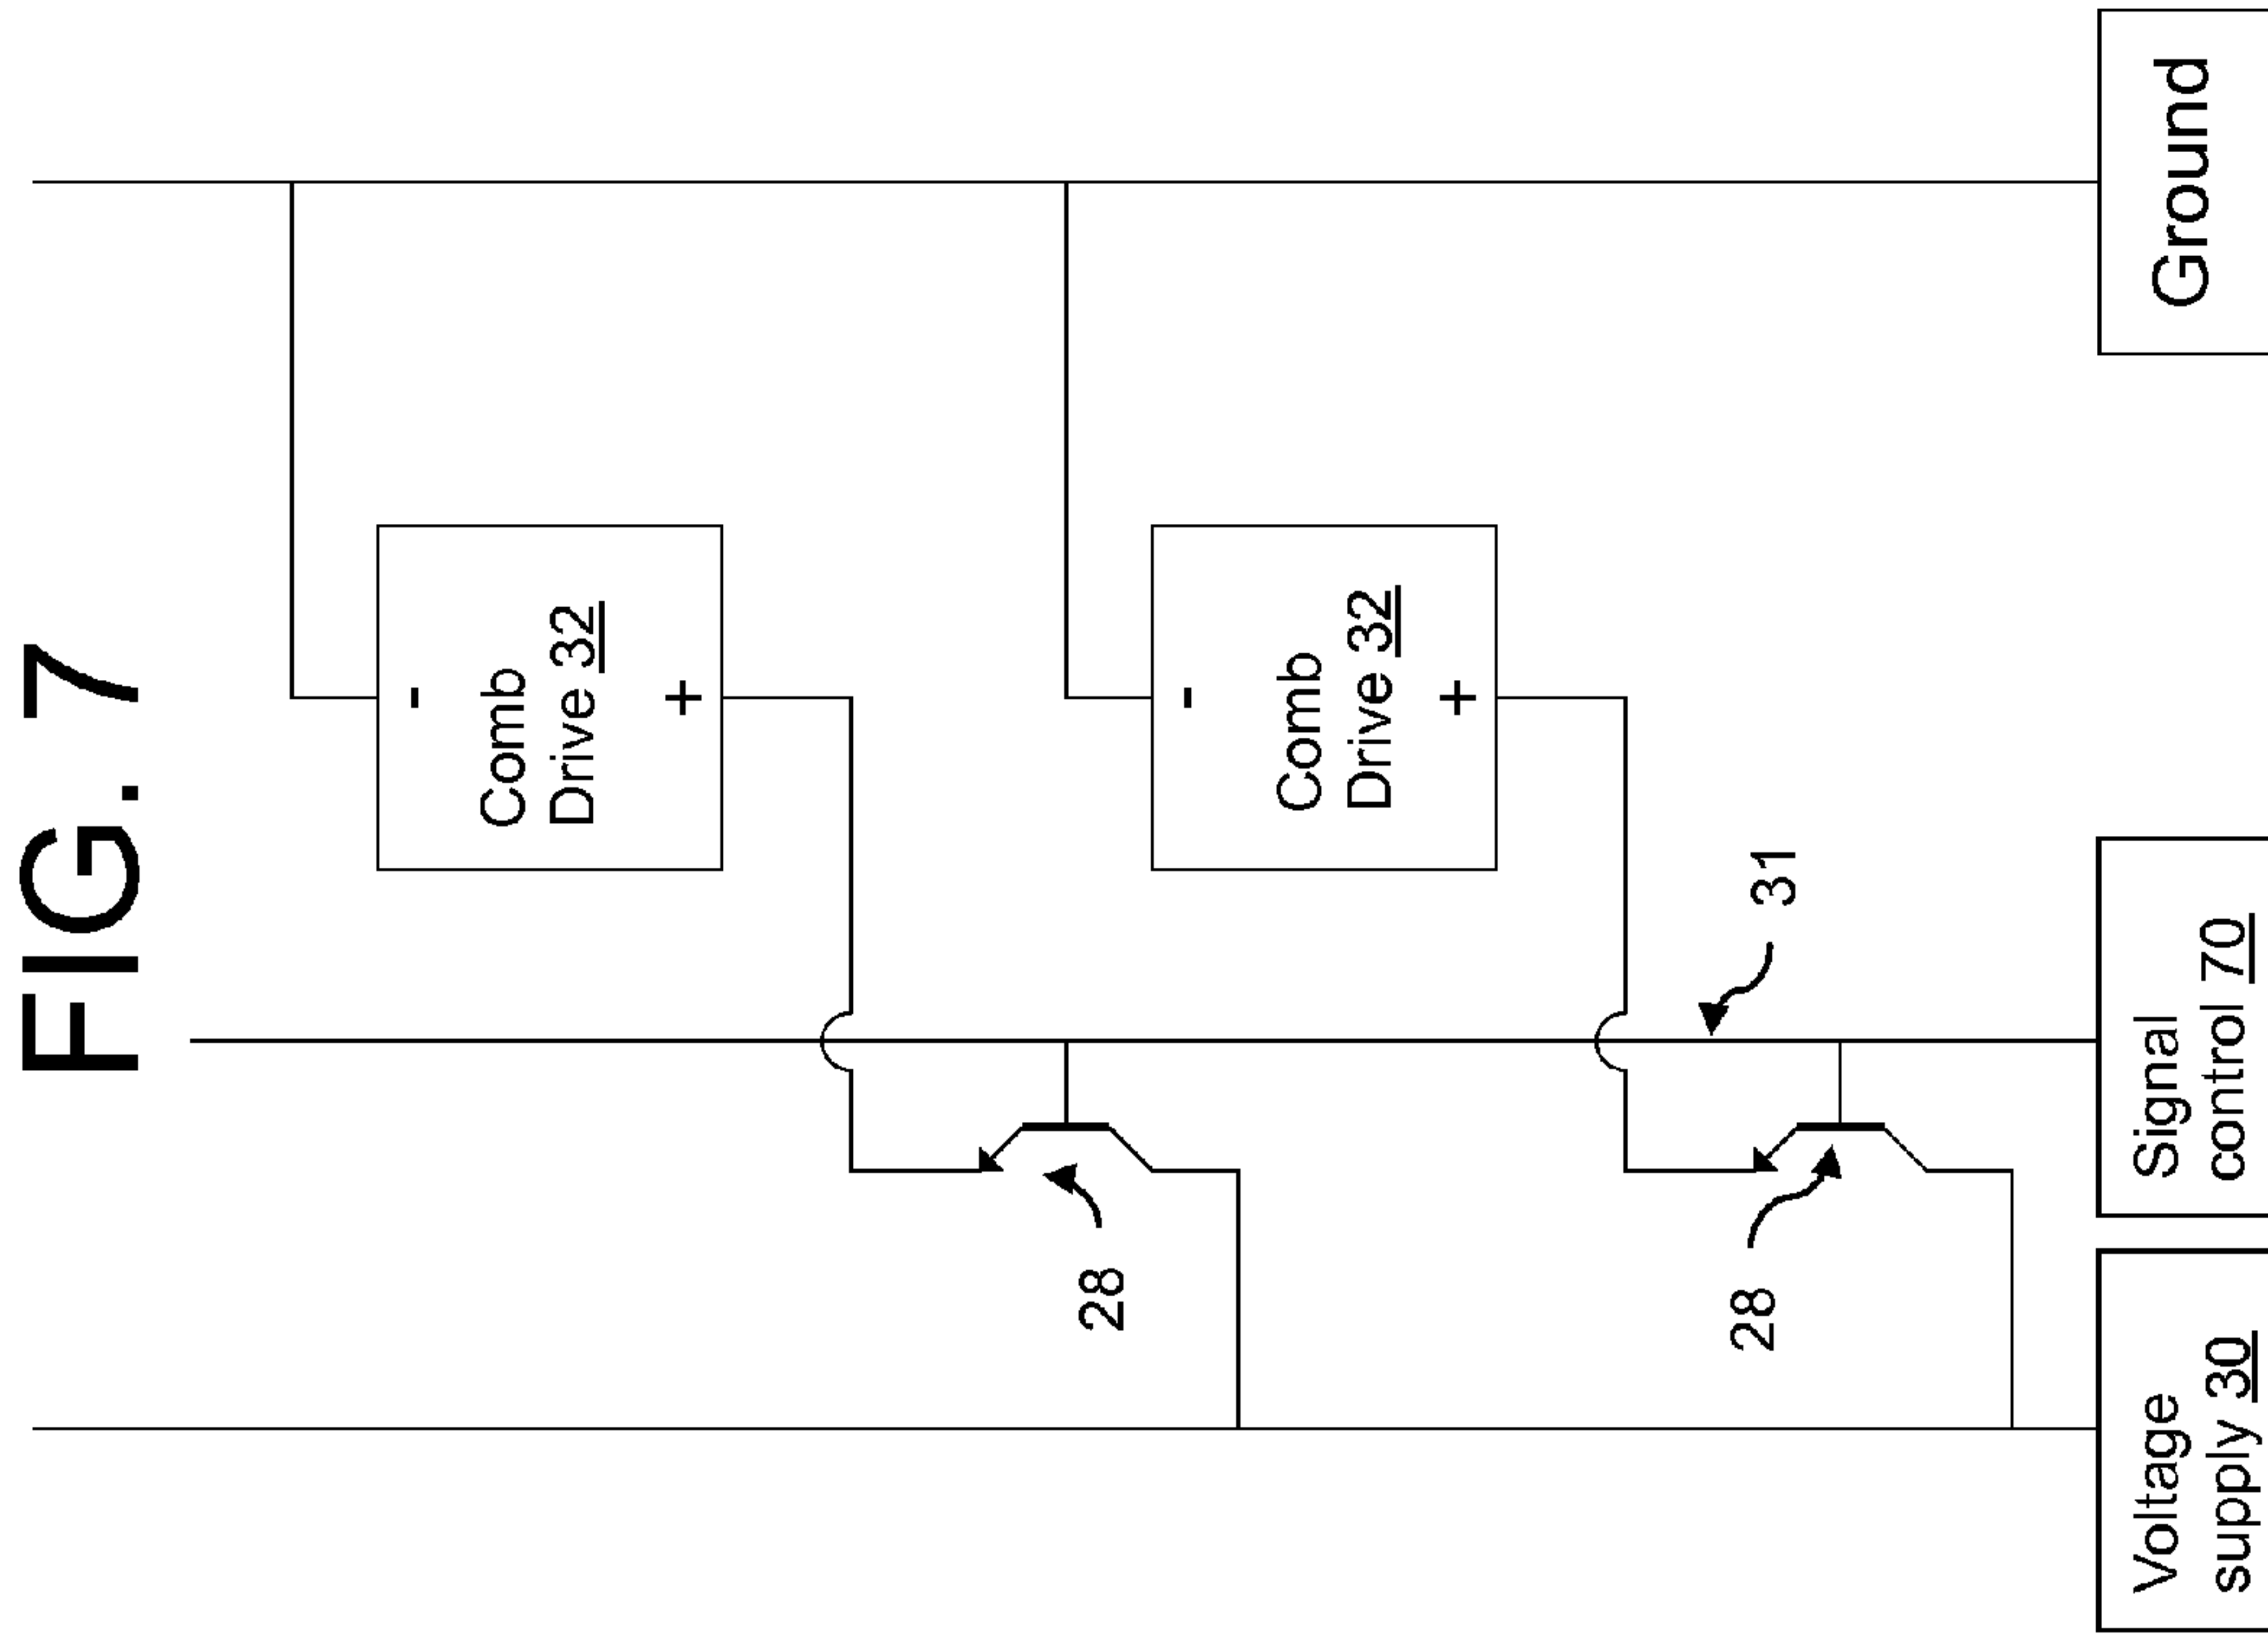 FIG. 7
-
Comb
Drive 32
+
-
Comb
Drive 32
+
31
28
28
Ground
Signal
control 70
Voltage
supply 30